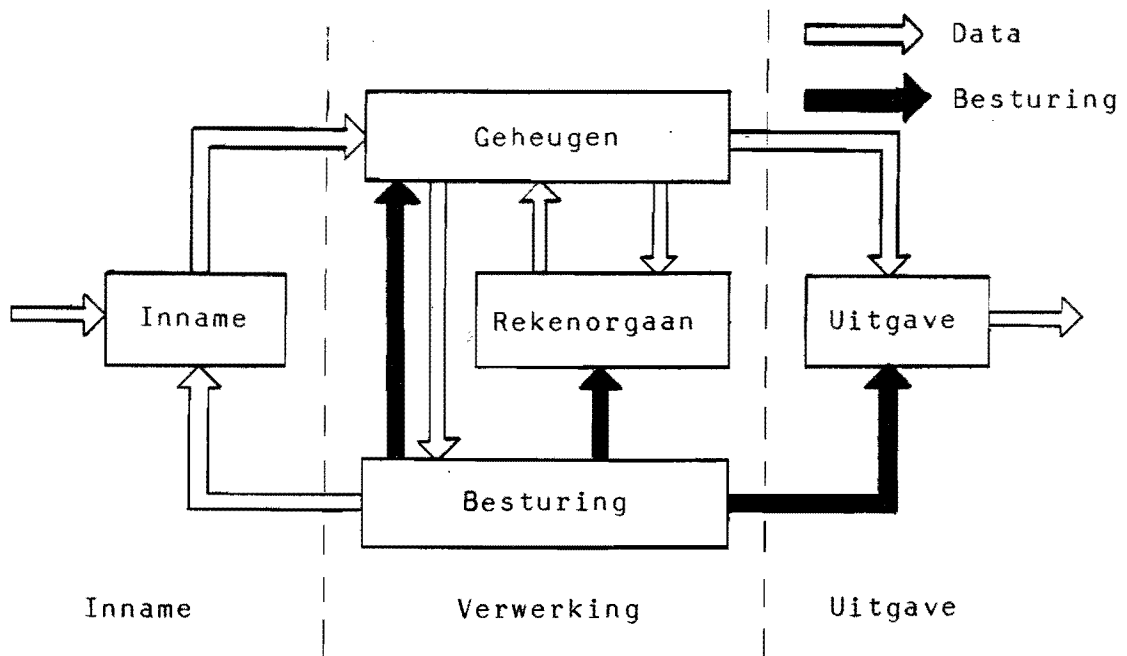 Data
Besturing
Geheugen
Inname
Rekenorgaan
Uitgave
Besturing
Inname
Verwerking
Uitgave